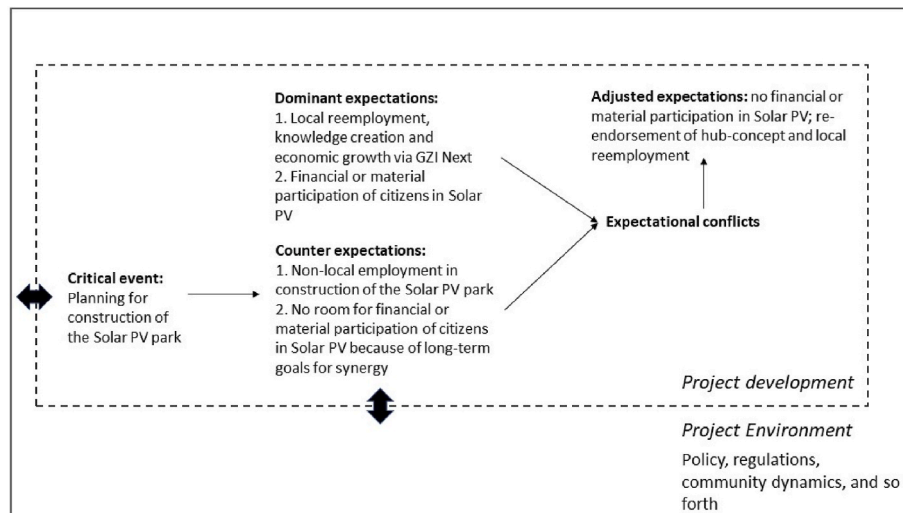 Dominant expectations:
1. Local reemployment,
knowledge creation and
economic growth via GZI Next
2. Financial or material
participation of citizens in Solar
PV
Adjusted expectations: no financial or
material participation in Solar PV; re-
endorsement of hub-concept and local
reemployment
Expectational conflicts
Counter expectations:
1. Non-local employment in
construction of the Solar PV park
2. No room for financial or
material participation of citizens
in Solar PV because of long-term
goals for synergy
Critical event:
Planning for
construction of
the Solar PV park
Project development
Project Environment
Policy, regulations,
community dynamics, and so
forth